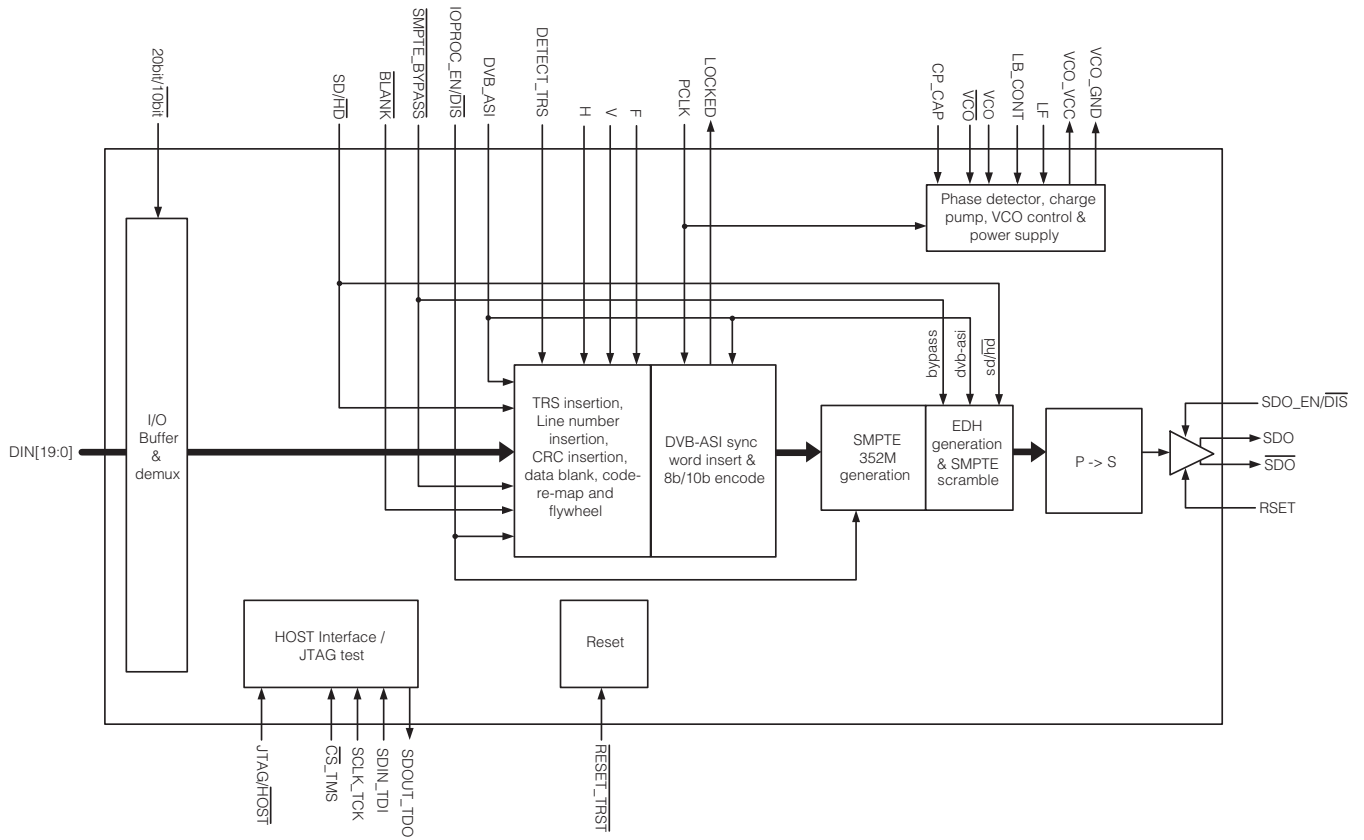 20bit/10bit
SD/HD
BLANK
SMPTE_BYPASS
IOPROC_EN/DIS
DVB_ASI
DETECT_TRS
H
V
F
PCLK
LOCKED
CP_CAP
VCO
VCO
LB_CONT
LF
VCO_VCC
VCO_GND
Phase detector, charge
pump, VCO control &
power supply
bypass
dvb-asi
sd/hd
DIN[19:0]
I/O
Buffer
&
demux
TRS insertion,
Line number
insertion,
CRC insertion,
data blank, code-
re-map and
flywheel
DVB-ASI sync
word insert &
8b/10b encode
SMPTE
352M
generation
EDH
generation
& SMPTE
scramble
P -> S
SDO_EN/DIS
SDO
SDO
RSET
HOST Interface /
JTAG test
Reset
JTAG/HOST
CS_TMS
SCLK_TCK
SDIN_TDI
SDOUT_TDO
RESET_TRST